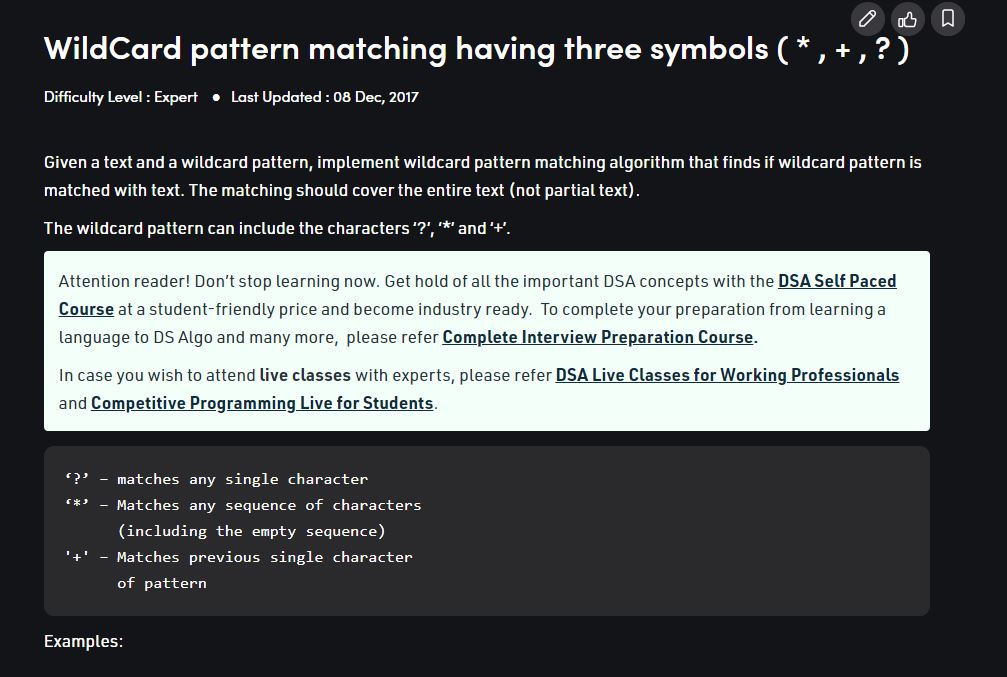 WildCard pattern matching having three symbols ( * , + , ? )
Difficulty Level : Expert ● Last Updated : 08 Dec, 2017
Given a text and a wildcard pattern, implement wildcard pattern matching algorithm that finds if wildcard pattern is
matched with text. The matching should cover the entire text (not partial text).
The wildcard pattern can include the characters ‘?’, ‘*’ and ‘+’.
Attention reader! Don’t stop learning now. Get hold of all the important DSA concepts with the DSA Self Paced
Course at a student-friendly price and become industry ready. To complete your preparation from learning a
language to DS Algo and many more, please refer Complete Interview Preparation Course.
In case you wish to attend live classes with experts, please refer DSA Live Classes for Working Professionals
and Competitive Programming Live for Students.
‘?’ – matches any single character
‘*’ – Matches any sequence of characters
(including the empty sequence)
'+' – Matches previous single character
of pattern
Examples: